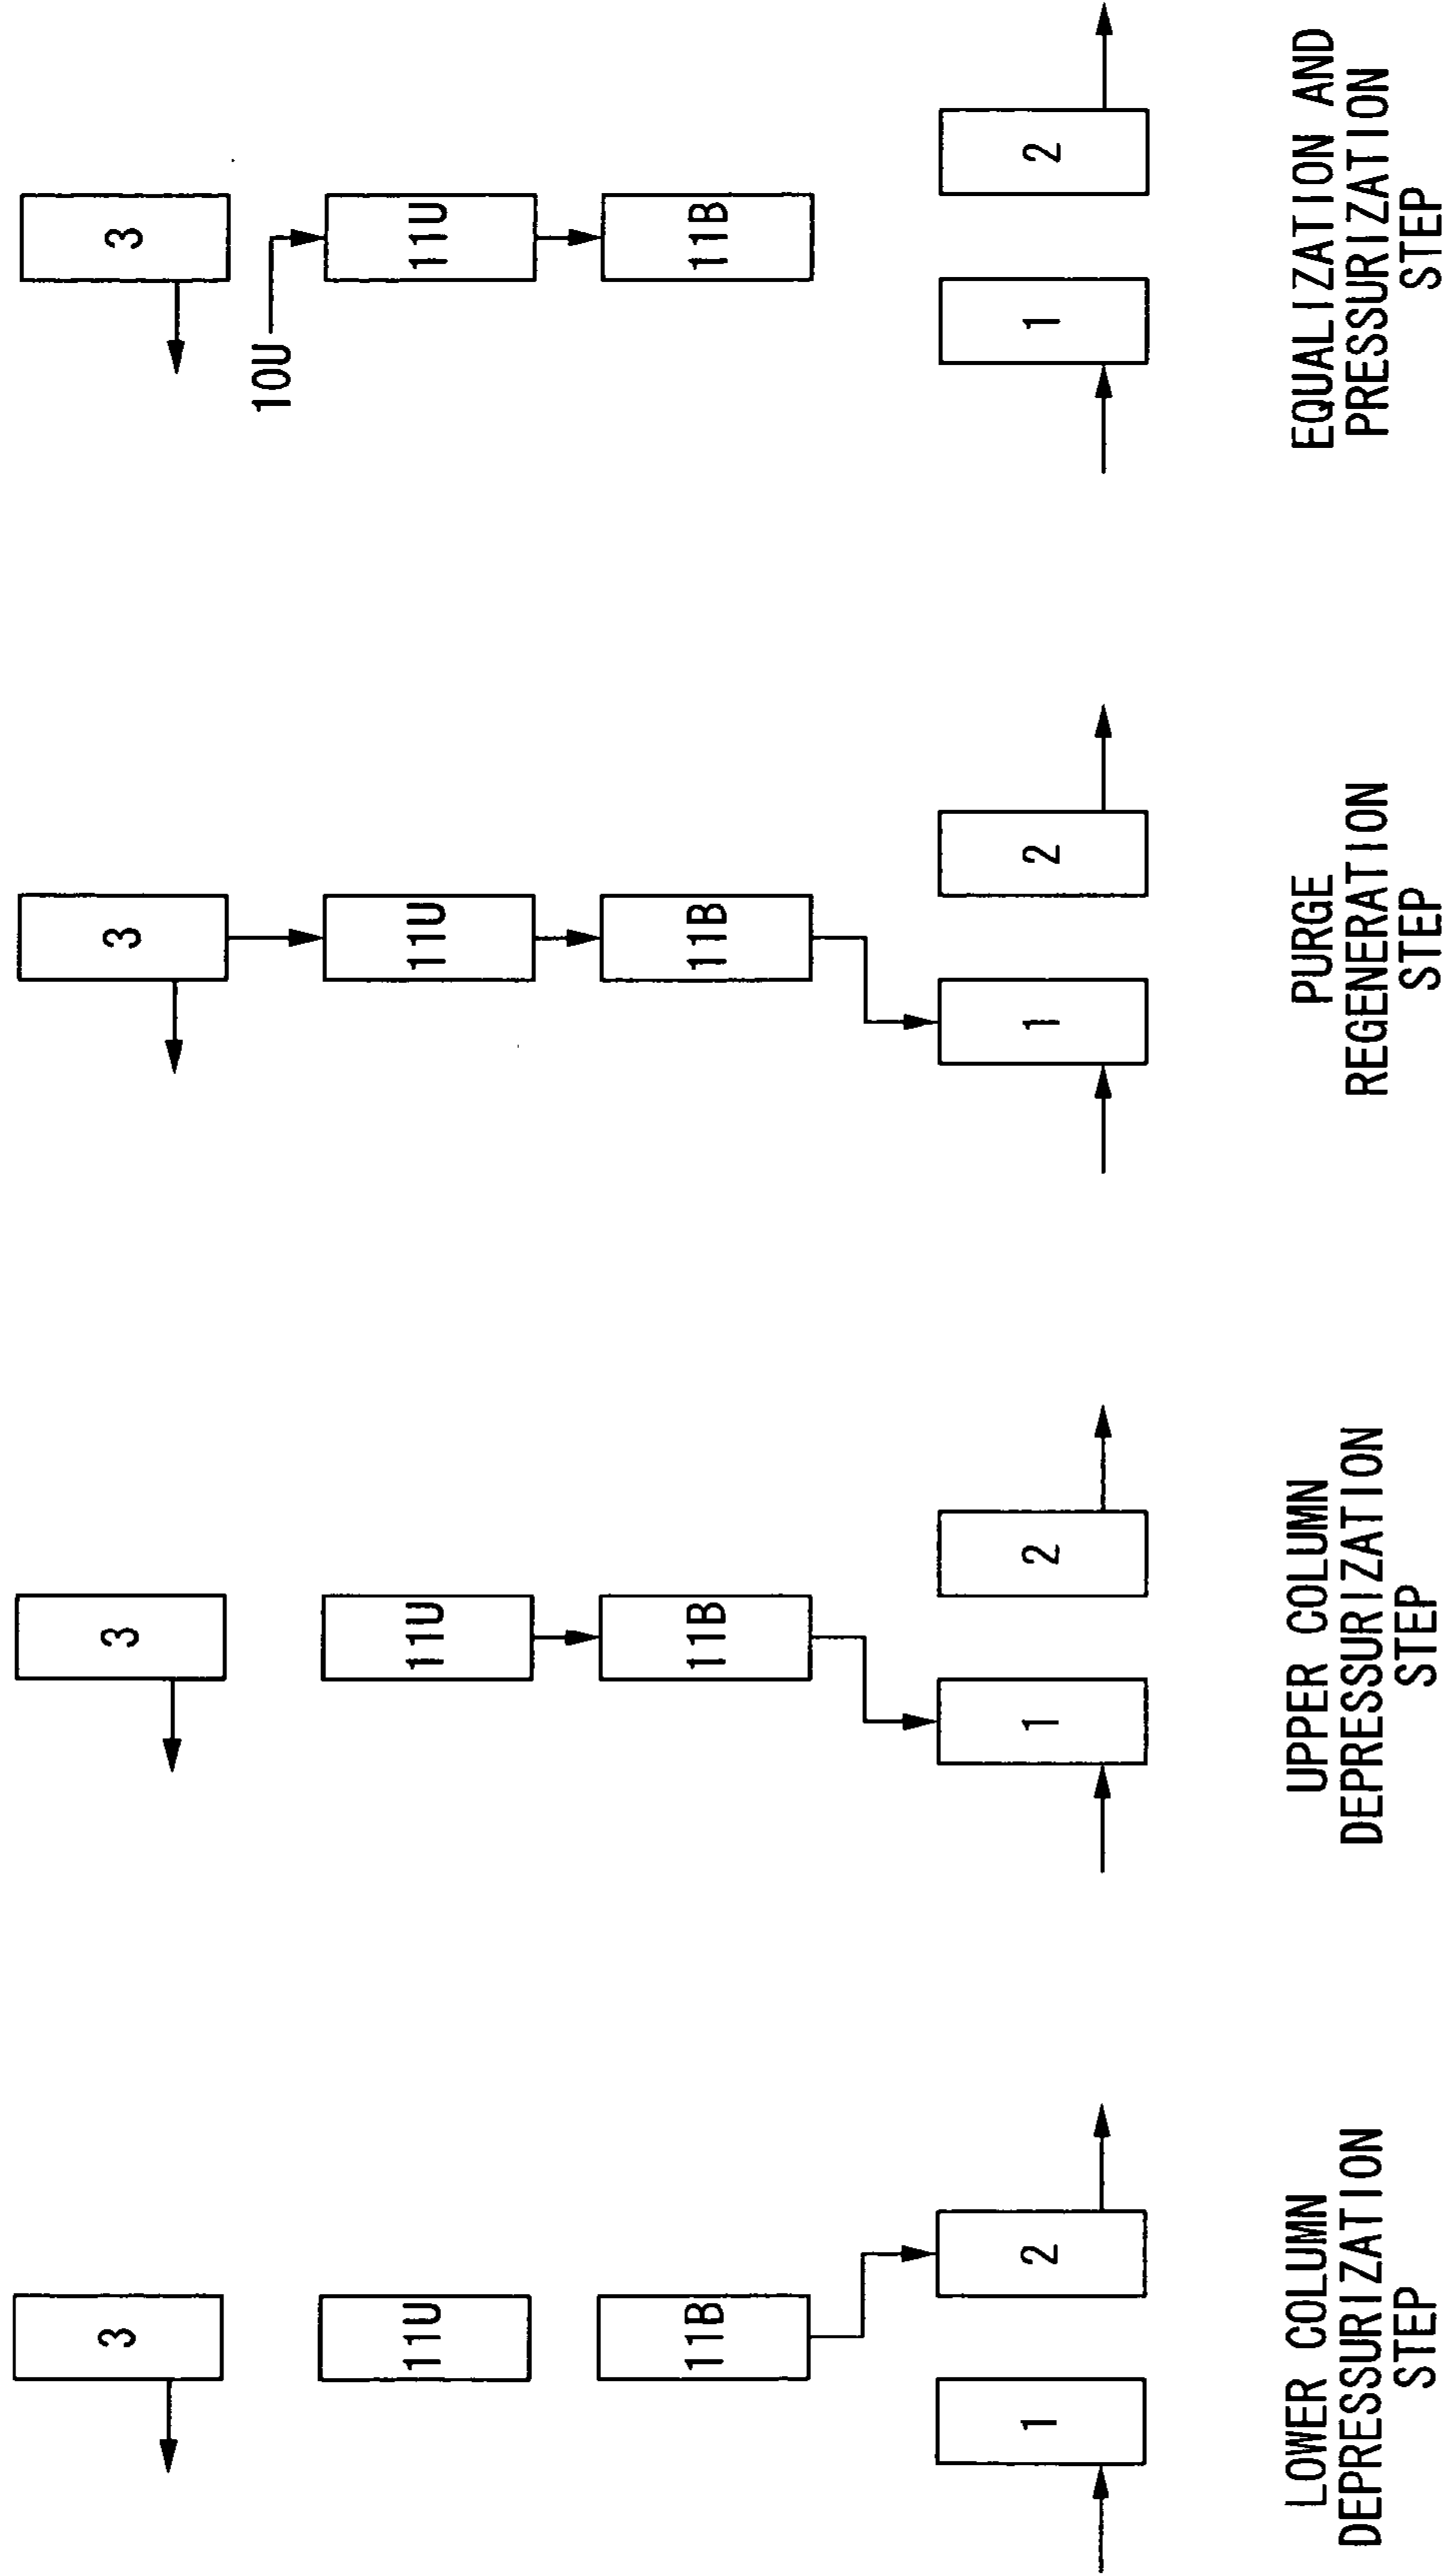 3
11U
11B
1
2
LOWER COLUMN
DEPRESSURIZATION
STEP
3
11U
11B
1
2
UPPER COLUMN
DEPRESSURIZATION
STEP
3
11U
11B
1
2
PURGE
REGENERATION
STEP
3
10U
11U
11B
1
2
EQUALIZATION AND
PRESSURIZATION
STEP